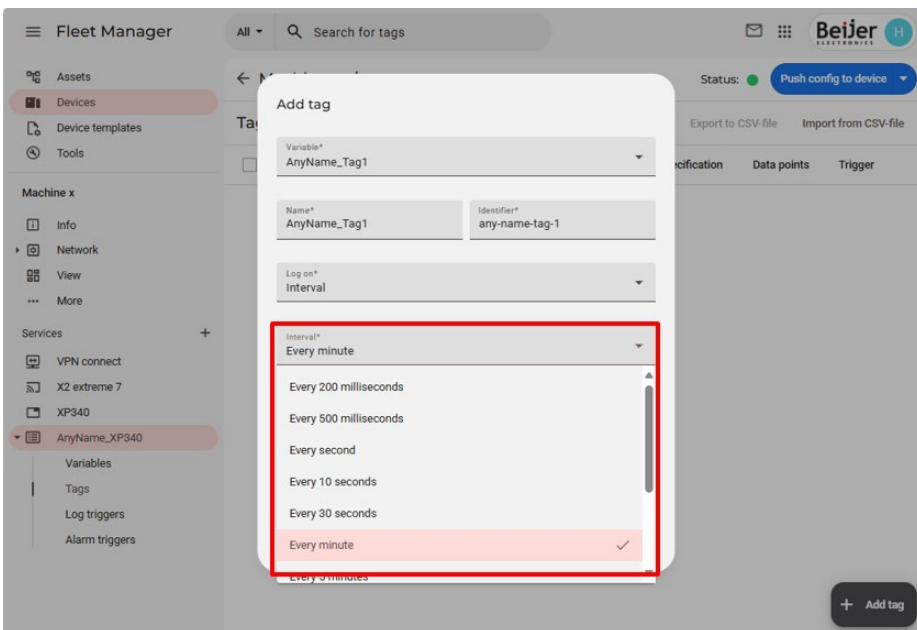 Fleet Manager
All
Search for tags
Beijer
ELECTRONICS
H
Assets
Devices
Device templates
Tools
Machine x
Info
Network
View
More
Services
VPN connect
X2 extreme 7
XP340
AnyName_XP340
Variables
Tags
Log triggers
Alarm triggers
Status:
Push config to device
Export to CSV-file
Import from CSV-file
Data points
Trigger
Add tag
Variable*
AnyName_Tag1
Name*
AnyName_Tag1
Identifier*
any-name-tag-1
Log on*
Interval
Interval*
Every minute
Every 200 milliseconds
Every 500 milliseconds
Every second
Every 10 seconds
Every 30 seconds
Every minute
Every 5 minutes
Add tag